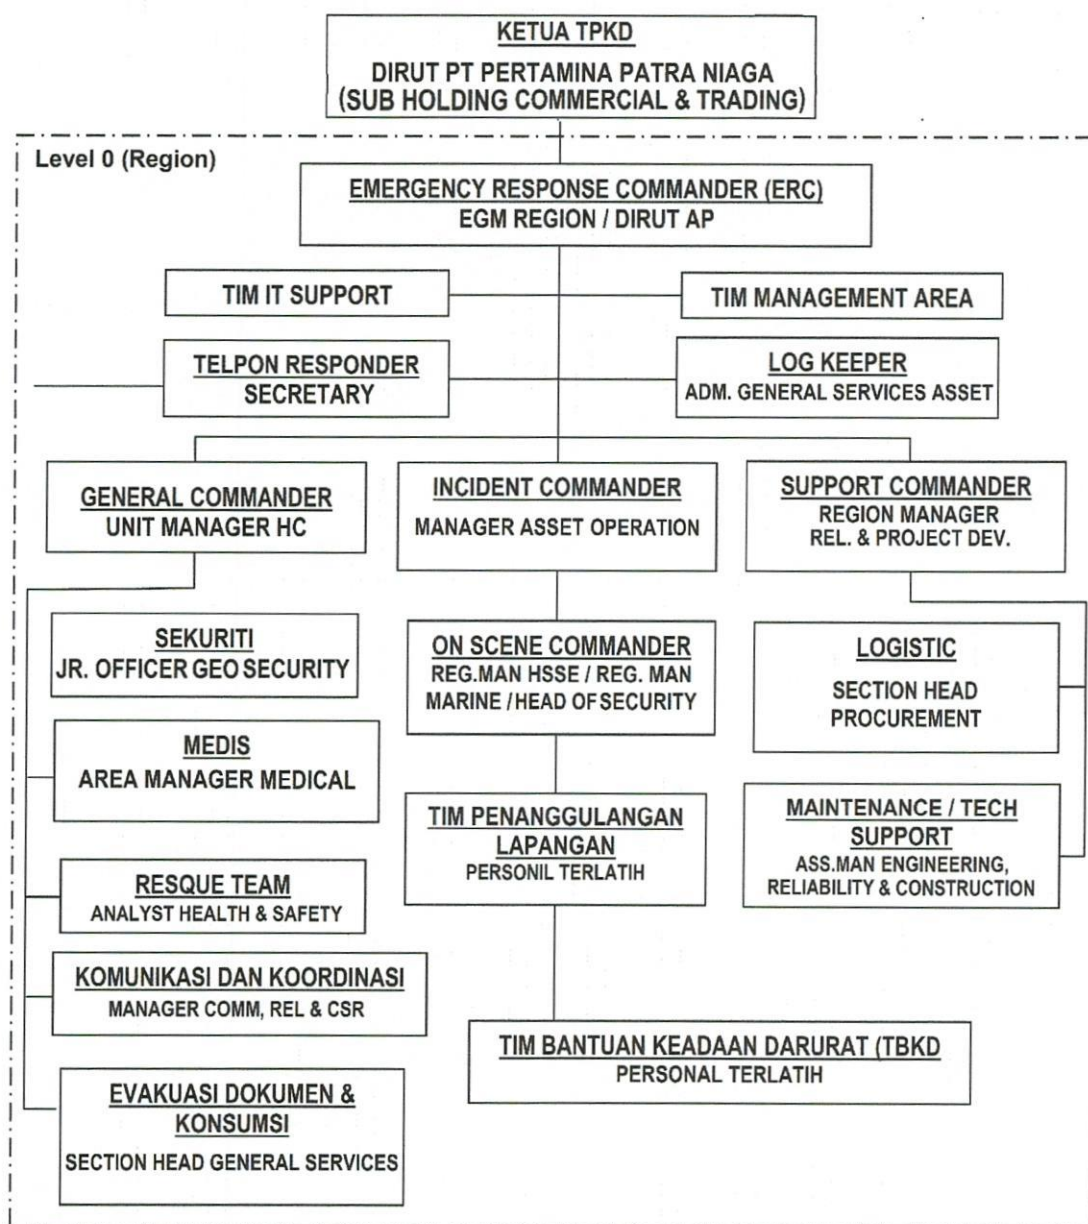 KETUA TPKD
DIRUT PT PERTAMINA PATRA NIAGA
(SUB HOLDING COMMERCIAL & TRADING)
Level 0 (Region)
EMERGENCY RESPONSE COMMANDER (ERC)
EGM REGION / DIRUT AP
TIM IT SUPPORT
TIM MANAGEMENT AREA
TELPON RESPONDER
SECRETARY
LOG KEEPER
ADM. GENERAL SERVICES ASSET
GENERAL COMMANDER
UNIT MANAGER HC
INCIDENT COMMANDER
MANAGER ASSET OPERATION
SUPPORT COMMANDER
REGION MANAGER
REL. & PROJECT DEV.
SEKURITI
JR. OFFICER GEO SECURITY
ON SCENE COMMANDER
REG.MAN HSSE / REG. MAN
MARINE / HEAD OF SECURITY
LOGISTIC
SECTION HEAD
PROCUREMENT
MEDIS
AREA MANAGER MEDICAL
TIM PENANGGULANGAN
LAPANGAN
PERSONIL TERLATIH
MAINTENANCE / TECH
SUPPORT
ASS.MAN ENGINEERING,
RELIABILITY & CONSTRUCTION
RESQUE TEAM
ANALYST HEALTH & SAFETY
KOMUNIKASI DAN KOORDINASI
MANAGER COMM, REL & CSR
TIM BANTUAN KEADAAN DARURAT (TBKD
PERSONAL TERLATIH
EVAKUASI DOKUMEN &
KONSUMSI
SECTION HEAD GENERAL SERVICES